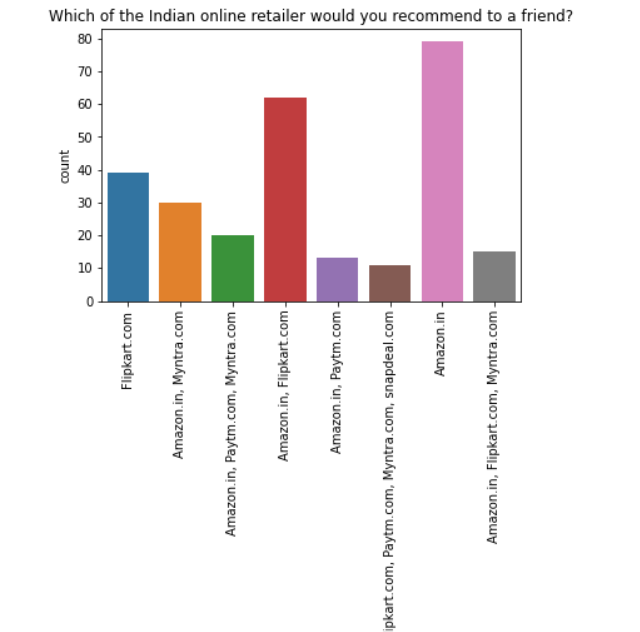 Which of the Indian online retailer would you recommend to a friend?
80
70
60
50
40
30
20
10
0
count
Flipkart.com
Amazon.in, Myntra.com
Amazon.in, Paytm.com, Myntra.com
Amazon.in, Flipkart.com
Amazon.in, Paytm.com
ipkart.com, Paytm.com, Myntra.com, snapdeal.com
Amazon.in
Amazon.in, Flipkart.com, Myntra.com